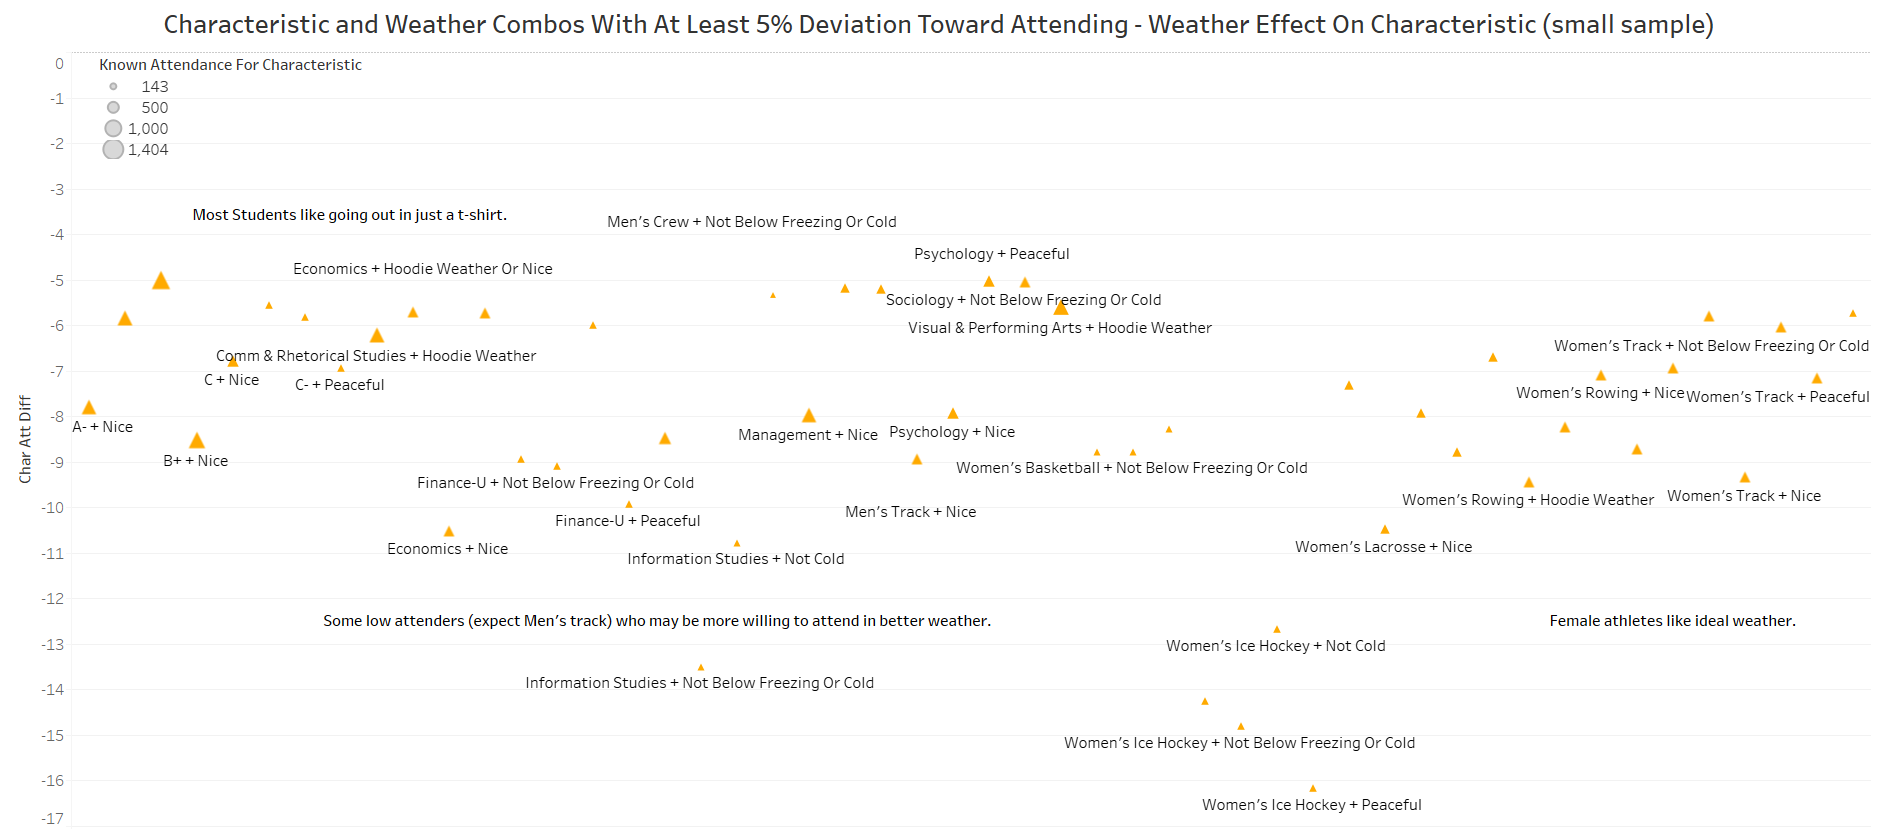 Characteristic and Weather Combos With At Least 5% Deviation Toward Attending - Weather Effect On Characteristic (small sample)
0
Known Attendance For Characteristic
143
500
1,000
1,404
-1
-2
-3
-4
-5
-6
-7
-8
-9
-10
-11
-12
-13
-14
-15
-16
-17
Char Att Diff
Most Students like going out in just a t-shirt.
Men's Crew + Not Below Freezing Or Cold
Psychology + Peaceful
Economics + Hoodie Weather Or Nice
Sociology + Not Below Freezing Or Cold
Visual & Performing Arts + Hoodie Weather
Women's Track + Not Below Freezing Or Cold
Comm & Rhetorical Studies + Hoodie Weather
C + Nice
C- + Peaceful
Women's Rowing + Nice
Women's Track + Peaceful
A- + Nice
Management + Nice
Psychology + Nice
B+ + Nice
Women's Basketball + Not Below Freezing Or Cold
Finance-U + Not Below Freezing Or Cold
Women's Rowing + Hoodie Weather
Women's Track + Nice
Men's Track + Nice
Finance-U + Peaceful
Economics + Nice
Women's Lacrosse + Nice
Information Studies + Not Cold
Some low attenders (expect Men's track) who may be more willing to attend in better weather.
Female athletes like ideal weather.
Women's Ice Hockey + Not Cold
Information Studies + Not Below Freezing Or Cold
Women's Ice Hockey + Not Below Freezing Or Cold
Women's Ice Hockey + Peaceful